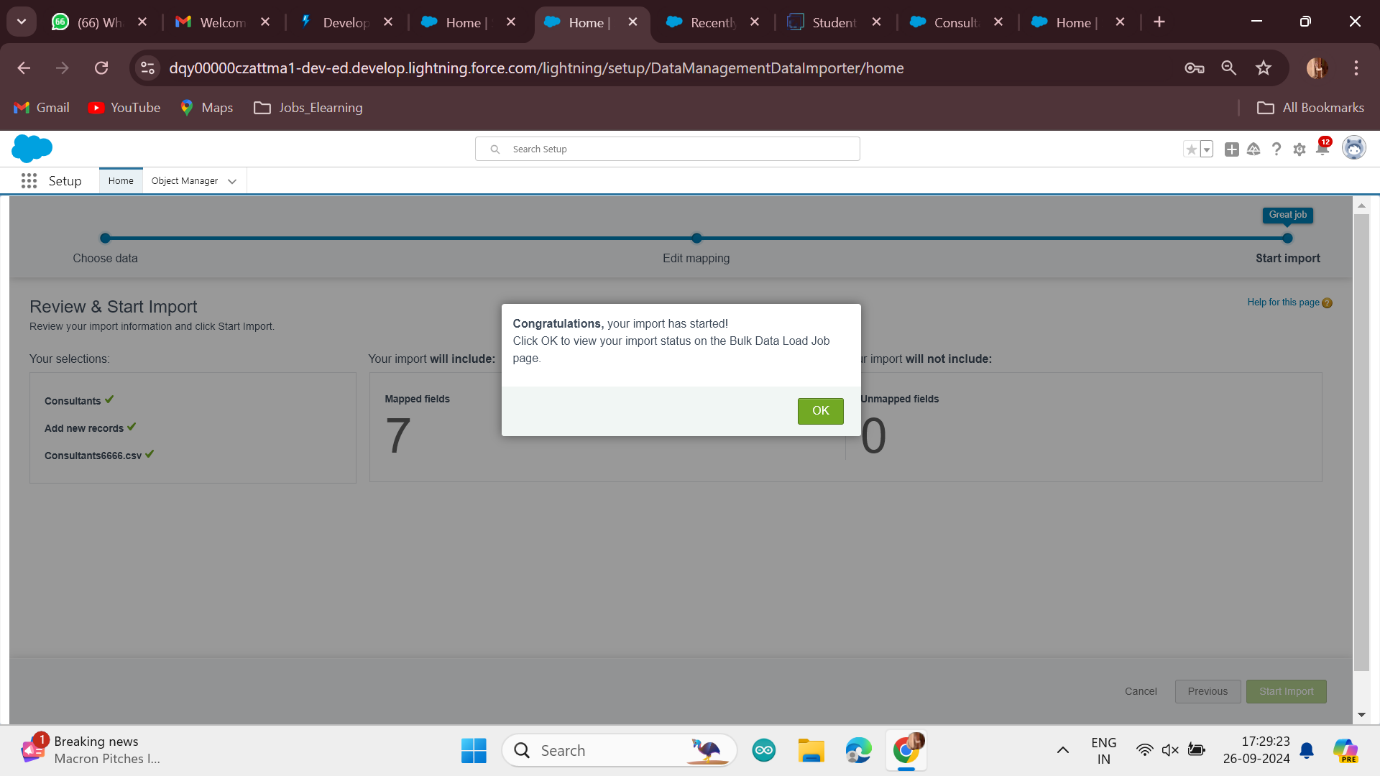 (66) Wh
Welcom
Develop
Home |
Home |
Recently
Student
Consult
Home |
dqy00000czattma1-dev-ed.develop.lightning.force.com/lightning/setup/DataManagementDataImporter/home
Gmail
YouTube
Maps
Jobs_Elearning
All Bookmarks
Search Setup
12
Setup
Home
Object Manager
Great job
Choose data
Edit mapping
Start import
Review & Start Import
Help for this page
Review your import information and click Start Import.
Your selections:
Your import will include:
import will not include:
Consultants
Add new records
Consultants6666.csv
Mapped fields
7
Unmapped fields
0
Congratulations, your import has started!
Click OK to view your import status on the Bulk Data Load Job
page.
OK
Cancel
Previous
Start Import
1
Breaking news
Macron Pitches I...
Search
ENG
IN
17:29:23
26-09-2024
PRE